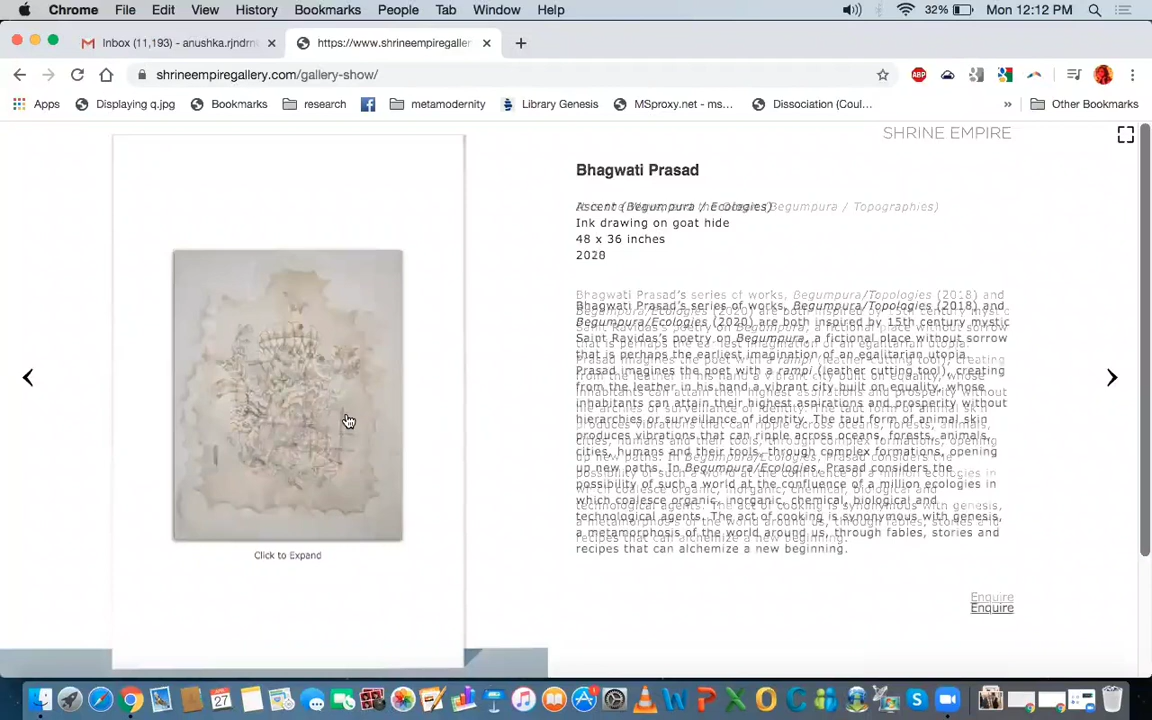 Chrome File Edit View History Bookmarks People Tab Window Help 32% Mon 12:12 PM
Inbox (11,193) - anushka.rjndrn https://www.shrineempiregaller
shrineempiregallery.com/gallery-show/
Apps Displaying q.jpg Bookmarks research metamodernity Library Genesis MSproxy.net - ms... Dissociation (Coul... » Other Bookmarks
SHRINE EMPIRE
Bhagwati Prasad
Ascent (Begumpura / Ecologies) (Begumpura / Topographies)
Ink drawing on goat hide
48 x 36 inches
2028
Bhagwati Prasad's series of works, Begumpura/Topologies (2018) and
Begumpura/Ecologies (2020) are both inspired by 15th century mystic
Saint Ravidas's poetry on Begumpura, a fictional place without sorrow
that is perhaps the earliest imagination of an egalitarian utopia.
Prasad imagines the poet with a rampi (leather cutting tool), creating
from the leather in his hand a vibrant city built on equality, whose
inhabitants can attain their highest aspirations and prosperity without
hierarchies or surveillance of identity. The taut form of animal skin
produces vibrations that can ripple across oceans, forests, animals,
cities, humans and their tools, through complex formations, opening
up new paths. In Begumpura/Ecologies, Prasad considers the
possibility of such a world at the confluence of a million ecologies in
which coalesce organic, inorganic, chemical, biological and
technological agents. The act of cooking is synonymous with genesis,
a metamorphosis of the world around us, through fables, stories and
recipes that can alchemize a new beginning.
Click to Expand
Enquire
Enquire